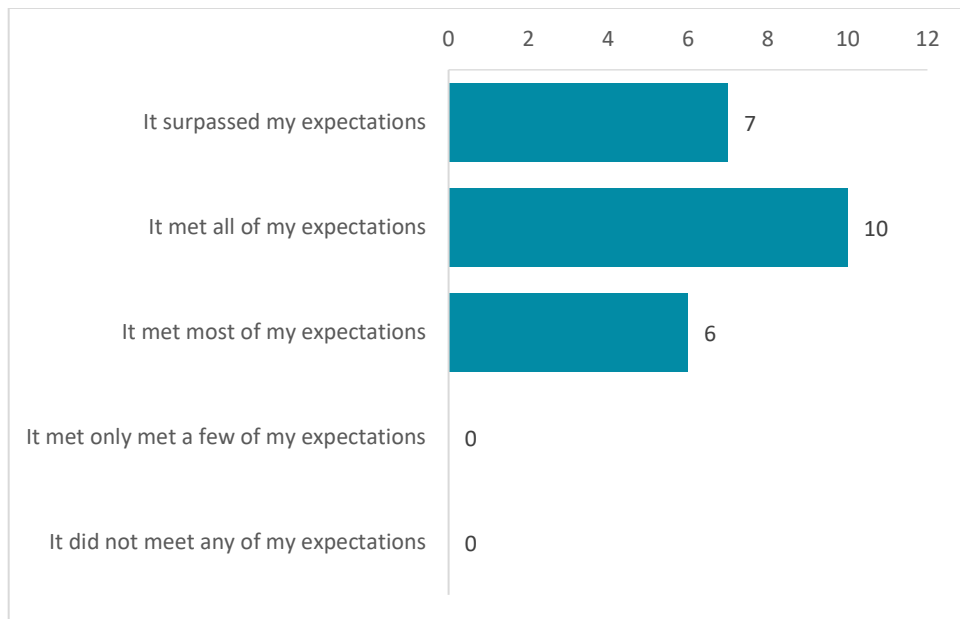 0 2 4 6 8 10 12
It surpassed my expectations 7
It met all of my expectations 10
It met most of my expectations 6
It met only met a few of my expectations 0
It did not meet any of my expectations 0